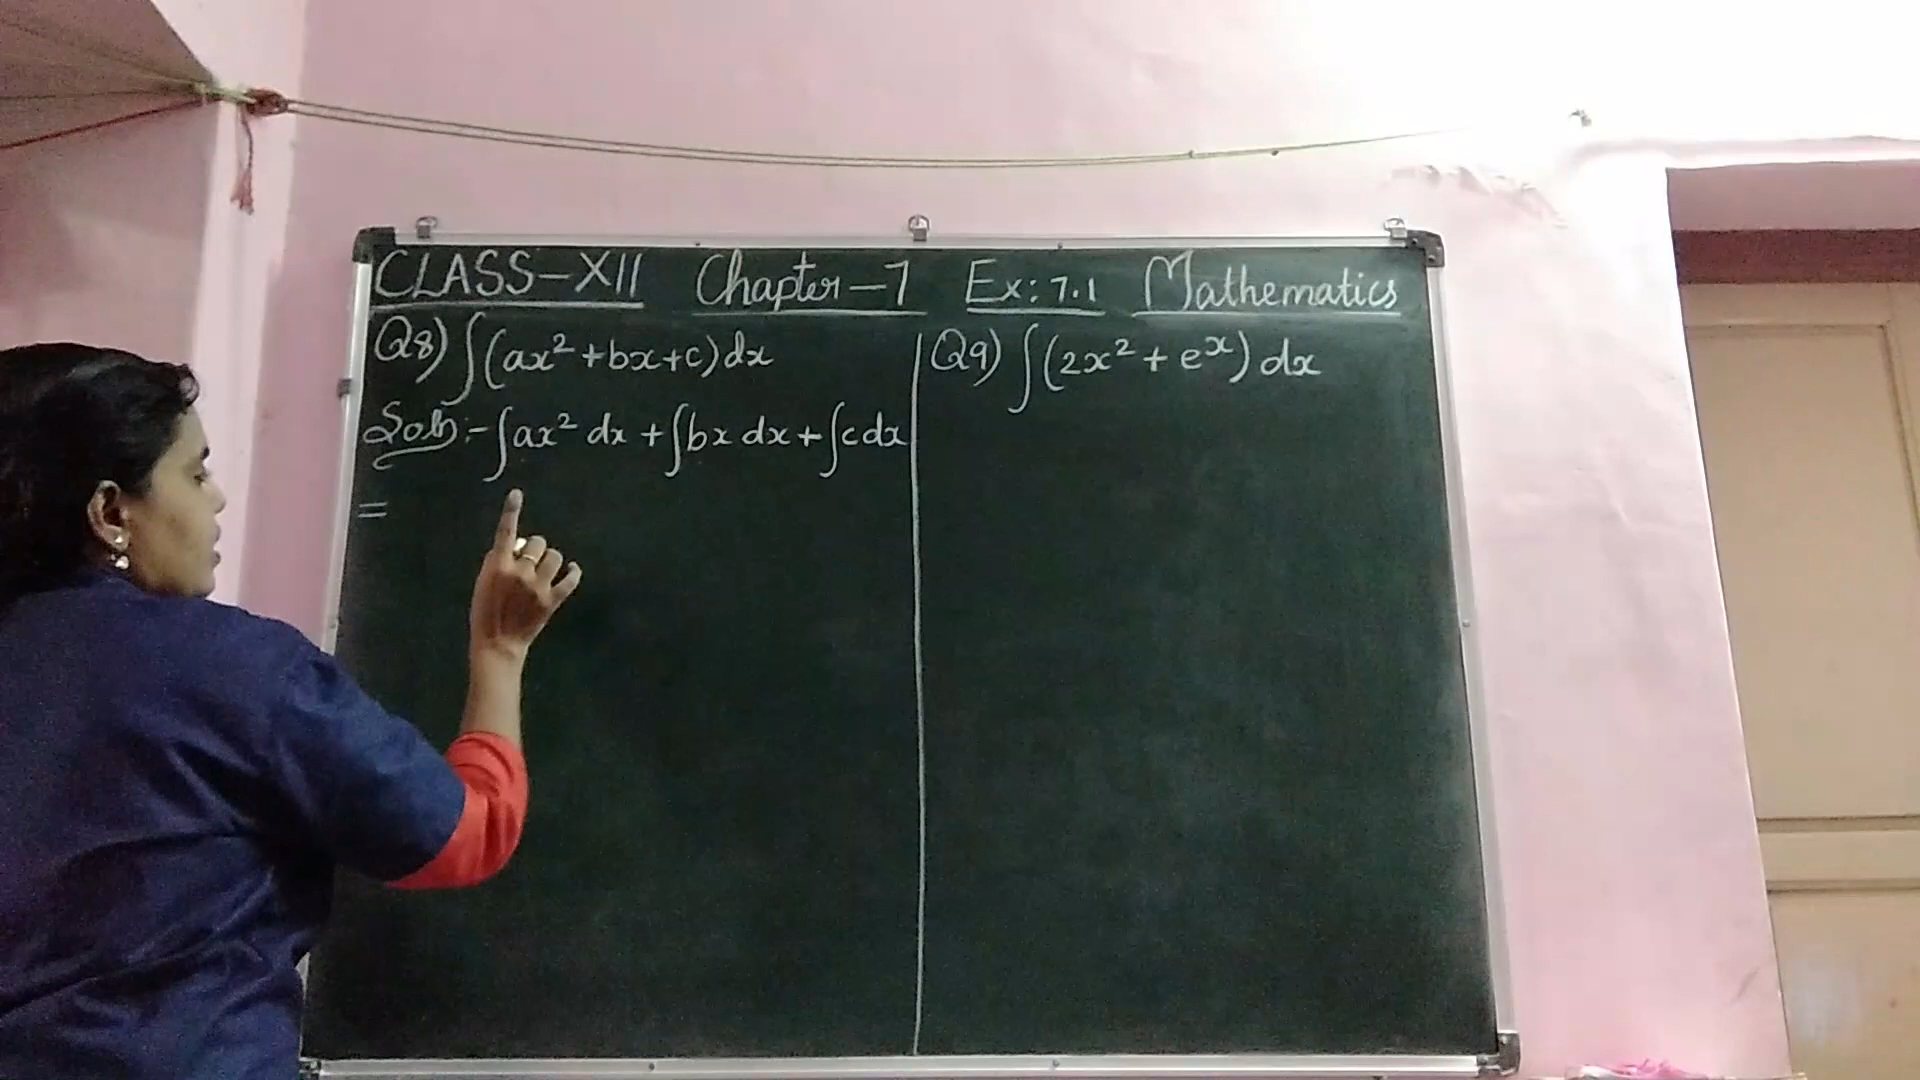 CLASS-XII Chapter-7 Ex: 7.1 Mathematics
Q8) ∫(ax² + bx + c) dx
Soln:- ∫ax² dx + ∫bx dx + ∫c dx
=
Q9) ∫(2x² + eˣ) dx